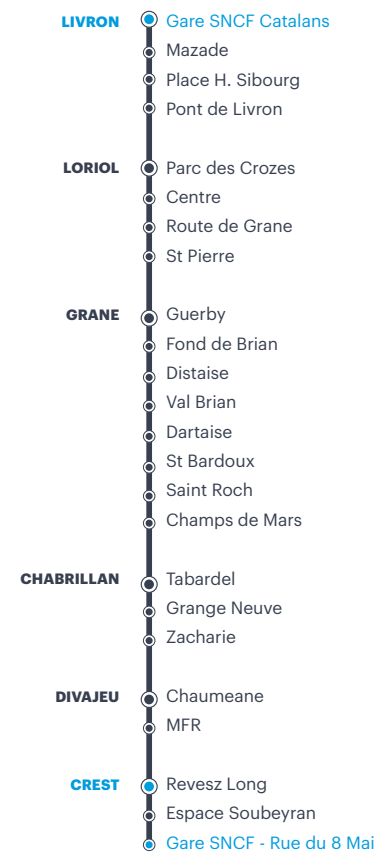 LIVRON Gare SNCF Catalans
Mazade
Place H. Sibourg
Pont de Livron
LORIOL Parc des Crozes
Centre
Route de Grane
St Pierre
GRANE Guerby
Fond de Brian
Distaise
Val Brian
Dartaise
St Bardoux
Saint Roch
Champs de Mars
CHABRILLAN Tabardel
Grange Neuve
Zacharie
DIVAJEU Chaumeane
MFR
CREST Revesz Long
Espace Soubeyran
Gare SNCF - Rue du 8 Mai